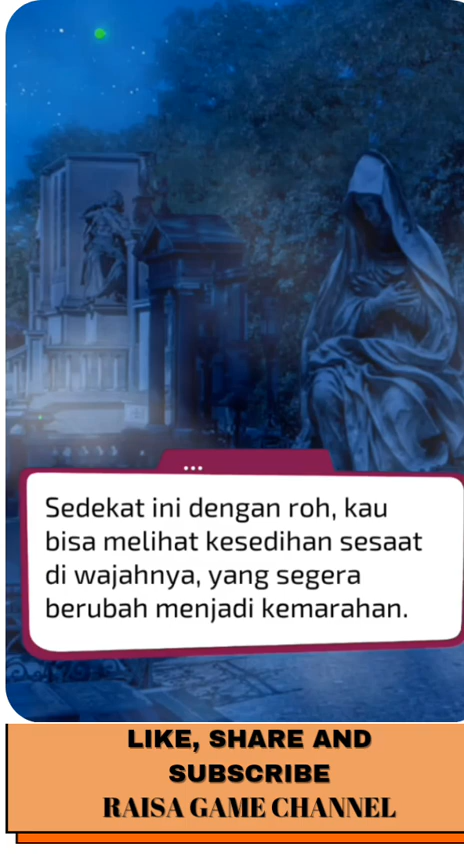 ...
Sedekat ini dengan roh, kau
bisa melihat kesedihan sesaat
di wajahnya, yang segera
berubah menjadi kemarahan.
LIKE, SHARE AND
SUBSCRIBE
RAISA GAME CHANNEL